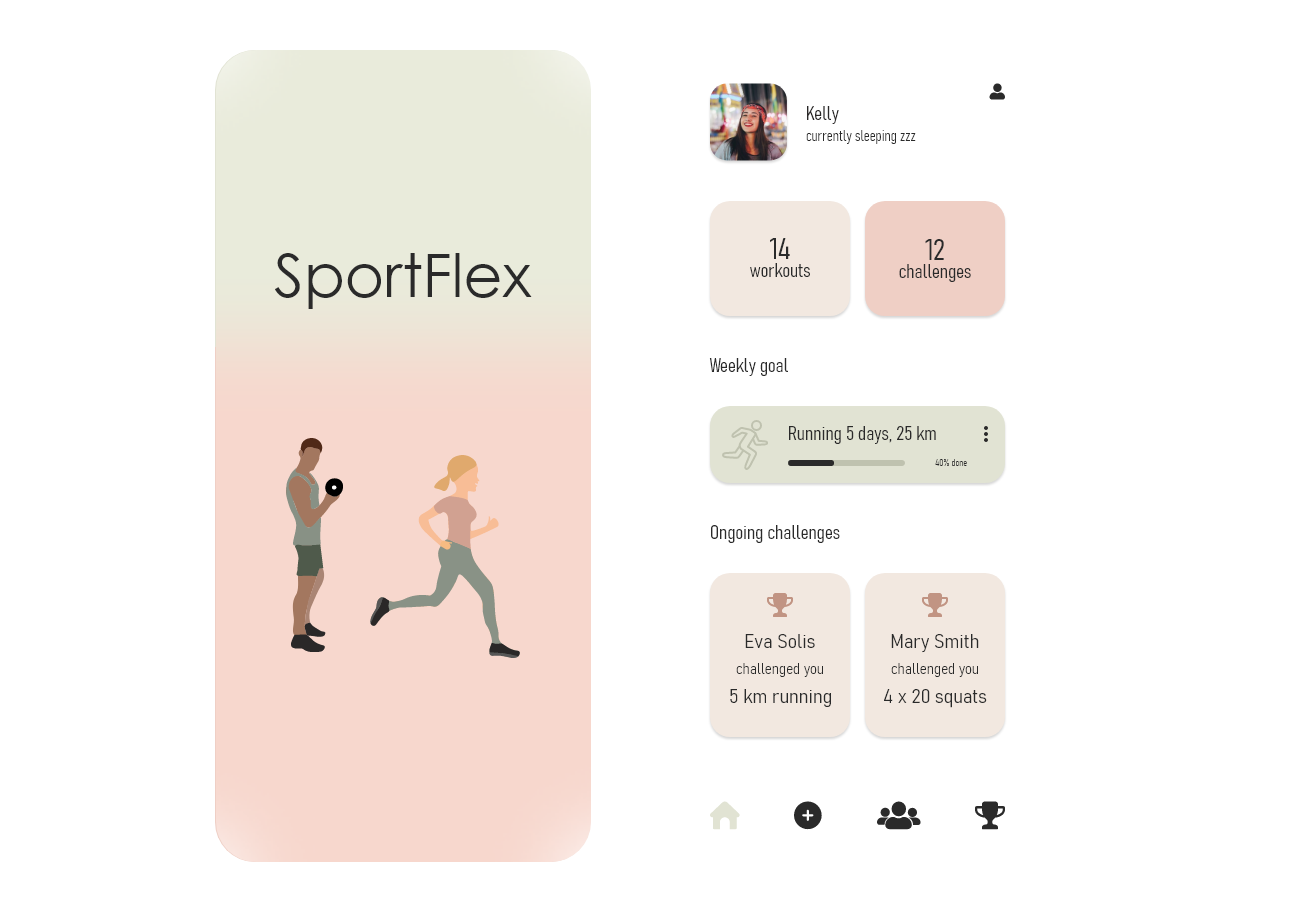 SportFlex
Kelly
currently sleeping zzz
14
workouts
12
challenges
Weekly goal
Running 5 days, 25 km
40% done
Ongoing challenges
Eva Solis
challenged you
5 km running
Mary Smith
challenged you
4 x 20 squats